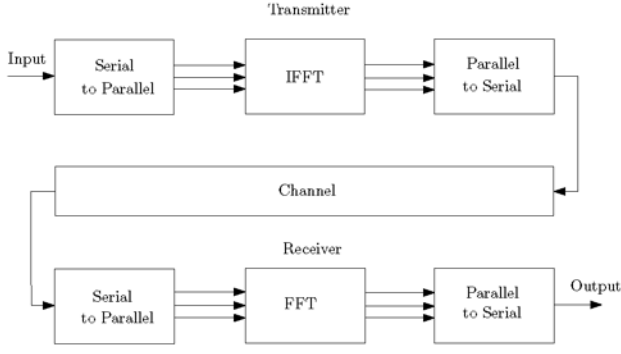 Transmitter
Input
Serial
to Parallel
IFFT
Parallel
to Serial
Channel
Receiver
Serial
to Parallel
FFT
Parallel
to Serial
Output